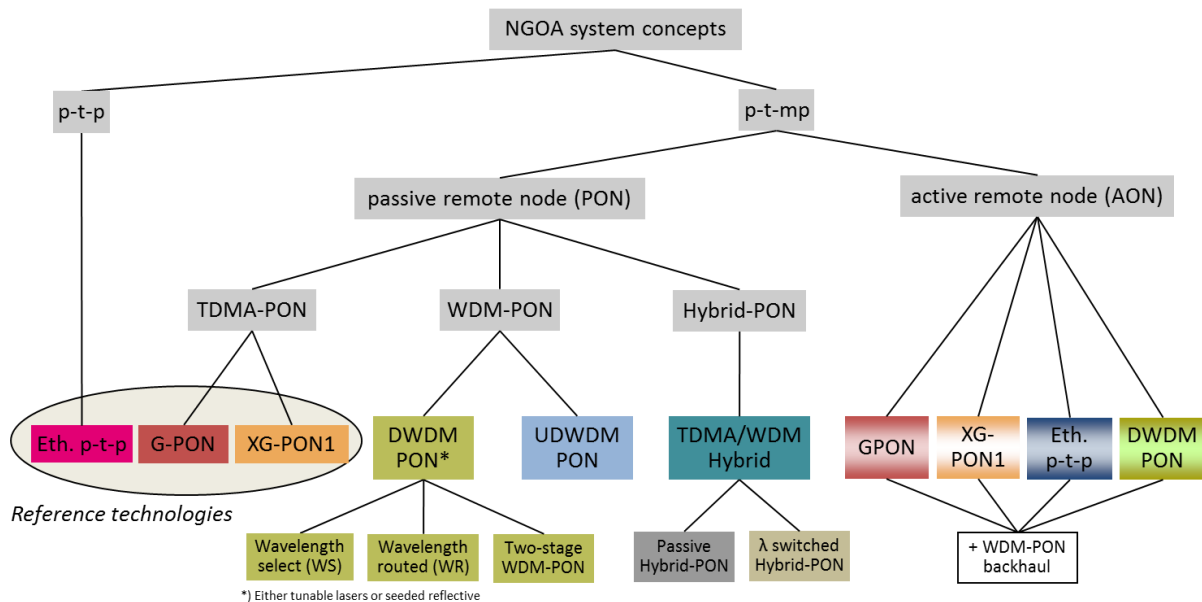 NGOA system concepts
p-t-p
p-t-mp
passive remote node (PON)
active remote node (AON)
TDMA-PON
WDM-PON
Hybrid-PON
Eth. p-t-p
G-PON
XG-PON1
DWDM
PON*
UDWDM
PON
TDMA/WDM
Hybrid
GPON
XG-
PON1
Eth.
p-t-p
DWDM
PON
Reference technologies
Wavelength
select (WS)
Wavelength
routed (WR)
Two-stage
WDM-PON
Passive
Hybrid-PON
λ switched
Hybrid-PON
+ WDM-PON
backhaul
*) Either tunable lasers or seeded reflective